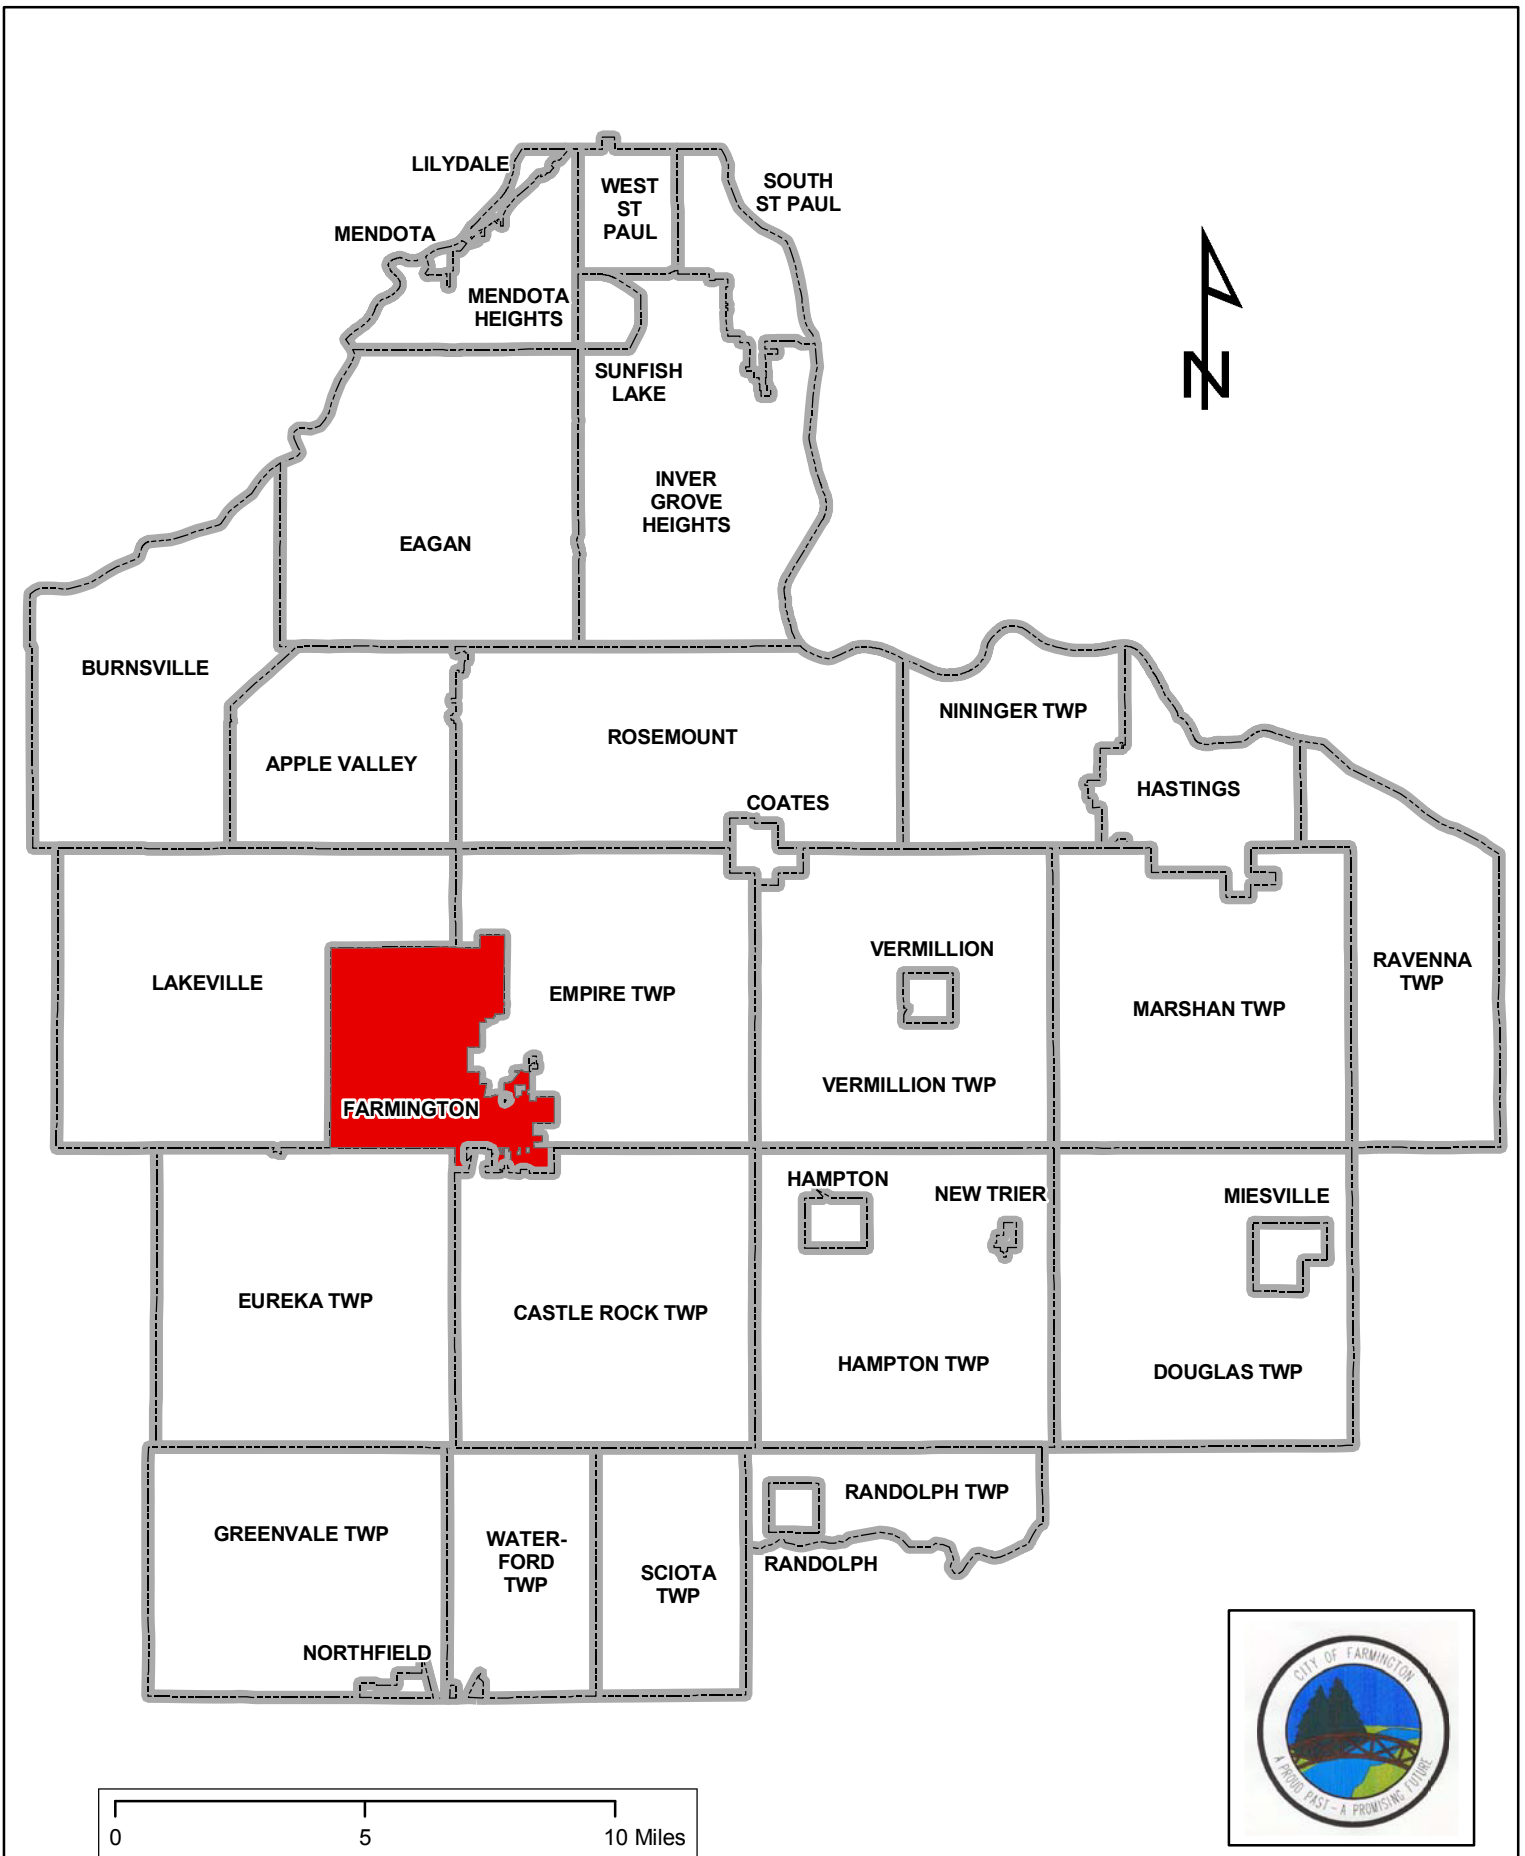 LILYDALE
WEST
ST
PAUL
SOUTH
ST PAUL
MENDOTA
MENDOTA
HEIGHTS
N
SUNFISH
LAKE
INVER
GROVE
HEIGHTS
EAGAN
BURNSVILLE
NININGER TWP
ROSEMOUNT
APPLE VALLEY
HASTINGS
COATES
VERMILLION
RAVENNA
TWP
LAKEVILLE
EMPIRE TWP
MARSHAN TWP
VERMILLION TWP
FARMINGTON
HAMPTON
NEW TRIER
MIESVILLE
EUREKA TWP
CASTLE ROCK TWP
HAMPTON TWP
DOUGLAS TWP
RANDOLPH TWP
GREENVALE TWP
WATER-
FORD
TWP
RANDOLPH
SCIOTA
TWP
NORTHFIELD
CITY OF FARMINGTON
A PROUD PAST - A PROMISING FUTURE
0 5 10 Miles